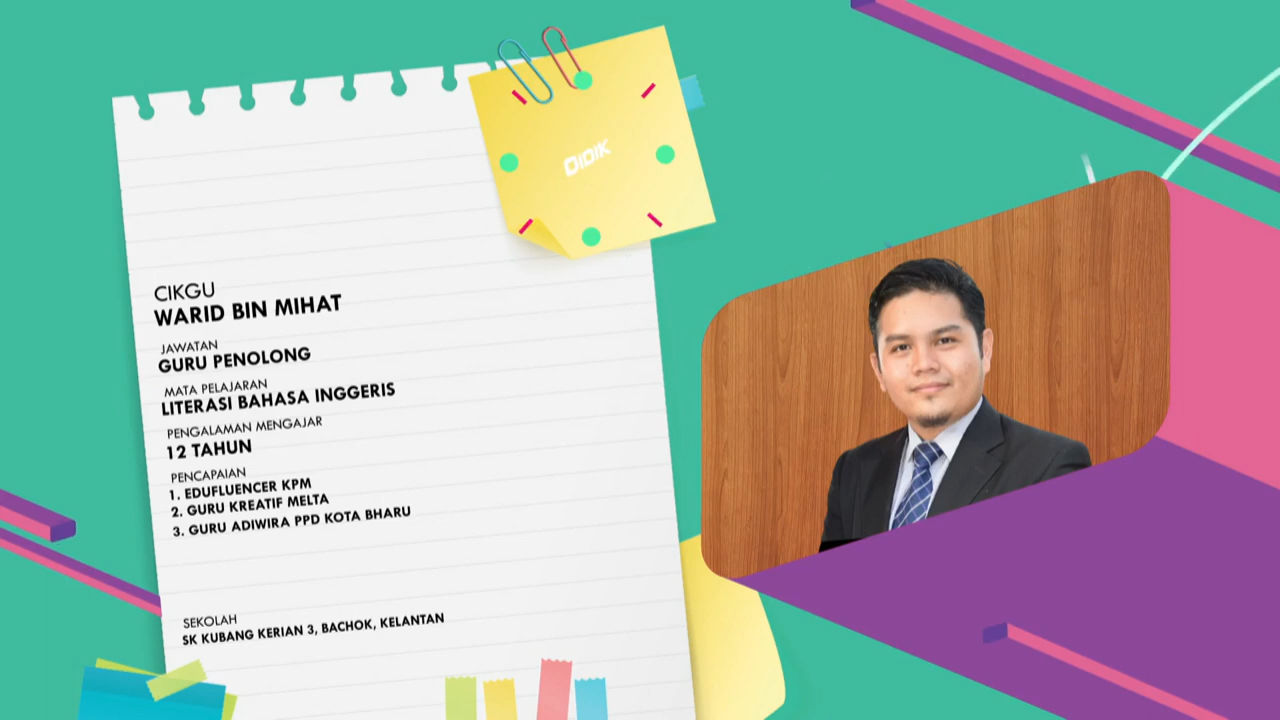 DIDIK
CIKGU
WARID BIN MIHAT
JAWATAN
GURU PENOLONG
MATA PELAJARAN
LITERASI BAHASA INGGERIS
PENGALAMAN MENGAJAR
12 TAHUN
PENCAPAIAN
1. EDUFLUENCER KPM
2. GURU KREATIF MELTA
3. GURU ADIWIRA PPD KOTA BHARU
SEKOLAH
SK KUBANG KERIAN 3, BACHOK, KELANTAN